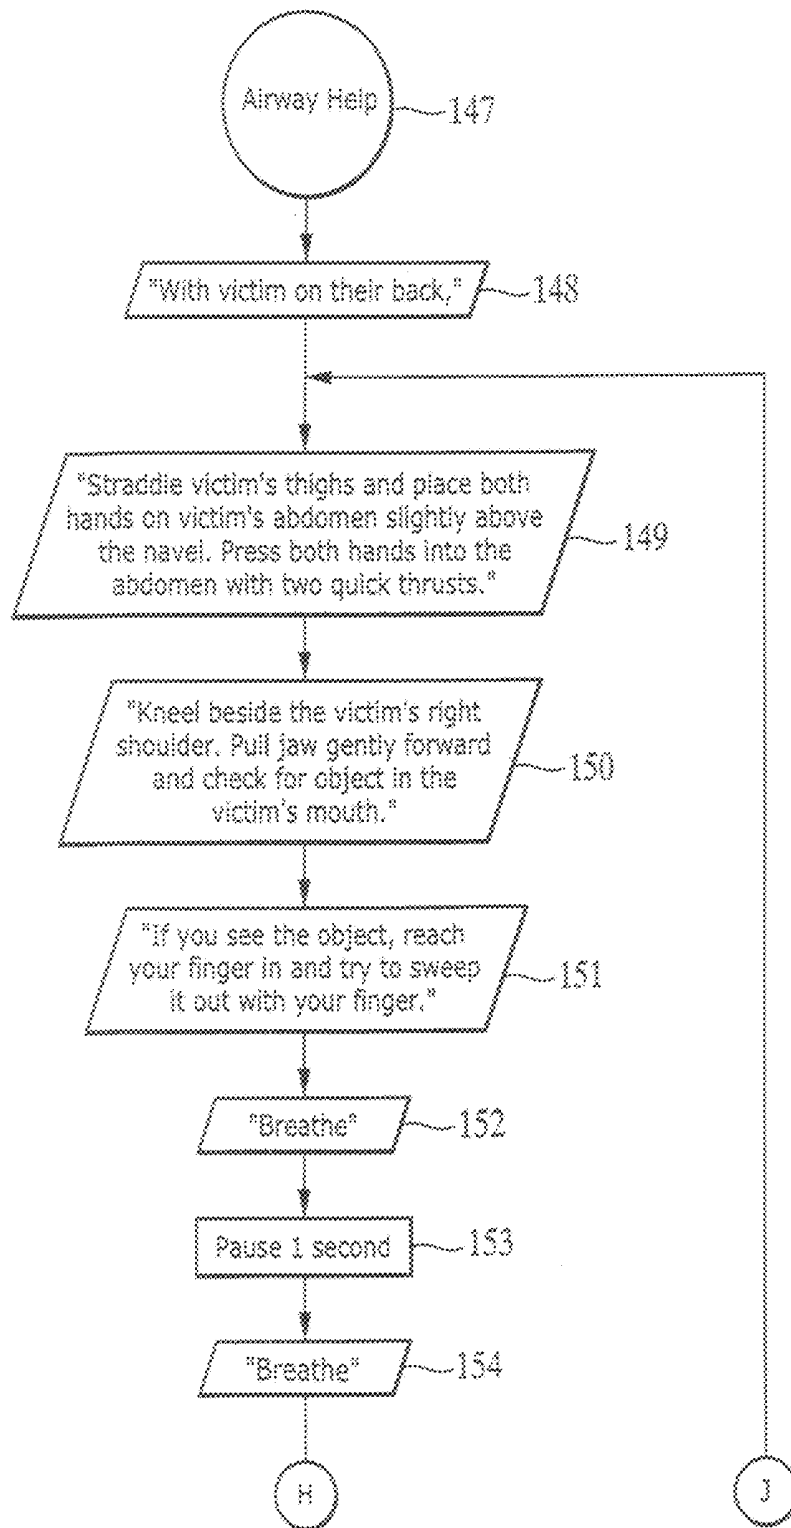 Airway Help
147
"With victim on their back,"
148
"Straddle victim's thighs and place both
hands on victim's abdomen slightly above
the navel. Press both hands into the
abdomen with two quick thrusts."
149
"Kneel beside the victim's right
shoulder. Pull jaw gently forward
and check for object in the
victim's mouth."
150
"If you see the object, reach
your finger in and try to sweep
it out with your finger."
151
"Breathe"
152
Pause 1 second
153
"Breathe"
154
H
J